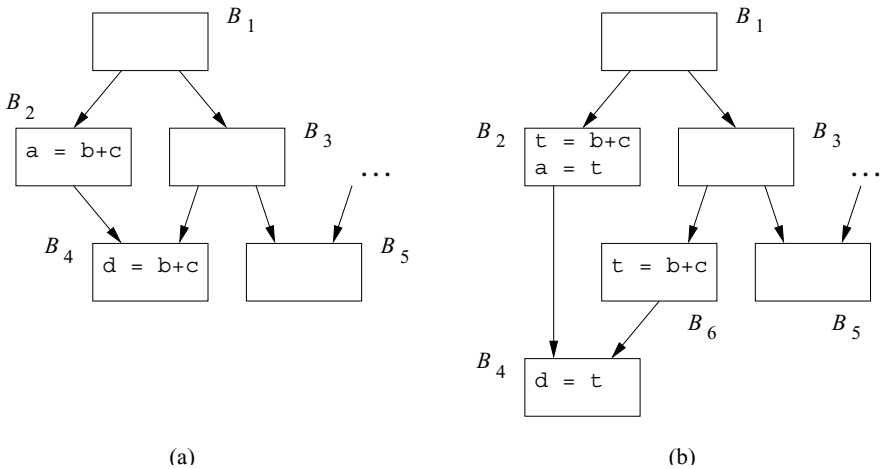 B1
B2
a = b+c
B3
...
B4
d = b+c
B5
(a)
B1
B2
t = b+c
a = t
B3
...
t = b+c
B6
B5
B4
d = t
(b)